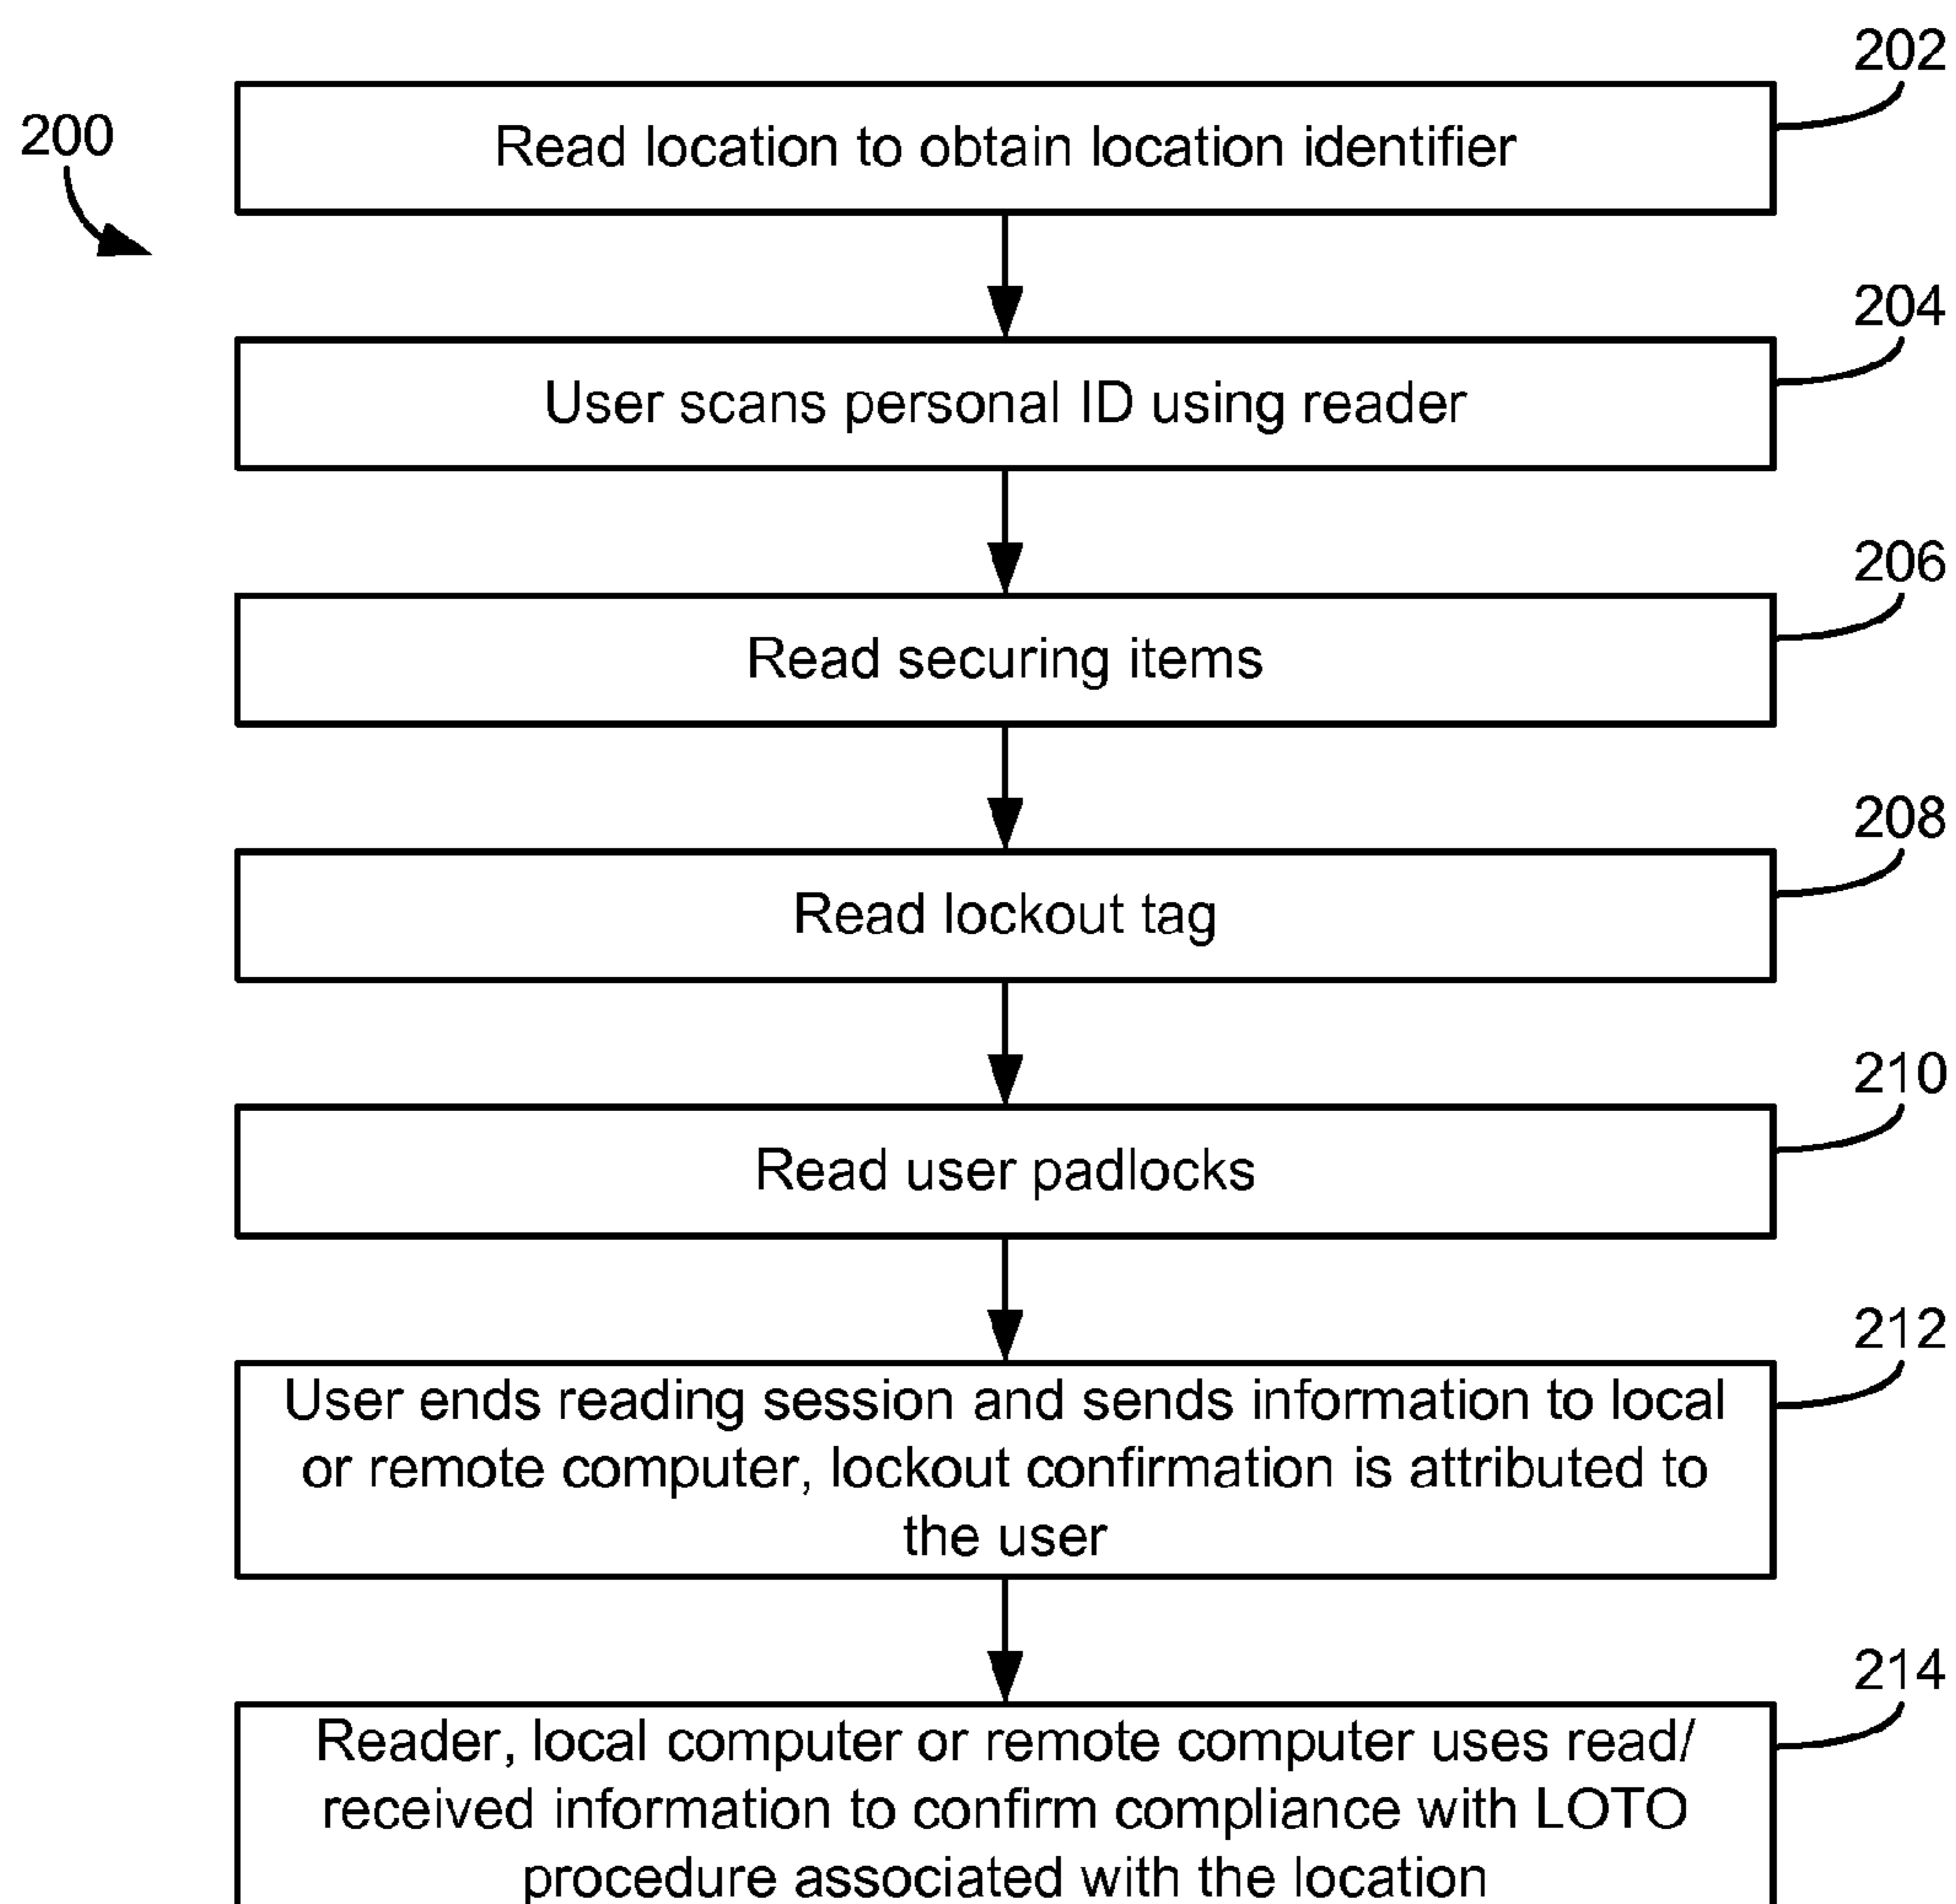 202
200
Read location to obtain location identifier
204
User scans personal ID using reader
206
Read securing items
208
Read lockout tag
210
Read user padlocks
212
User ends reading session and sends information to local
or remote computer, lockout confirmation is attributed to
the user
214
Reader, local computer or remote computer uses read/
received information to confirm compliance with LOTO
procedure associated with the location